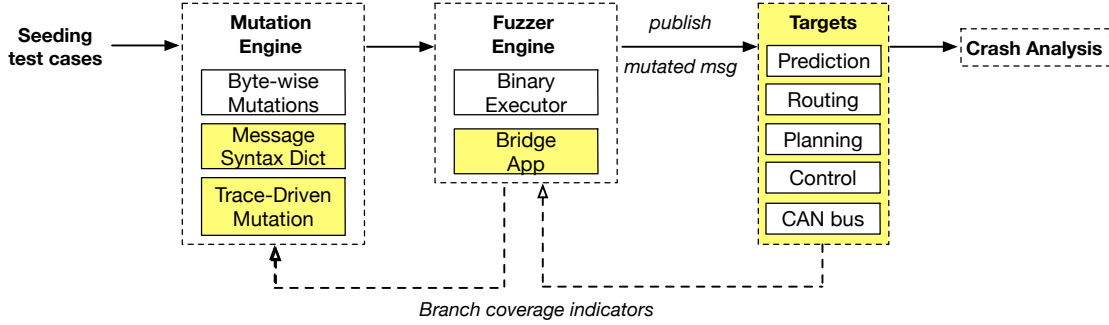 Seeding
test cases
Mutation
Engine
Byte-wise
Mutations
Message
Syntax Dict
Trace-Driven
Mutation
Fuzzer
Engine
Binary
Executor
Bridge
App
publish
mutated msg
Targets
Prediction
Routing
Planning
Control
CAN bus
Crash Analysis
Branch coverage indicators